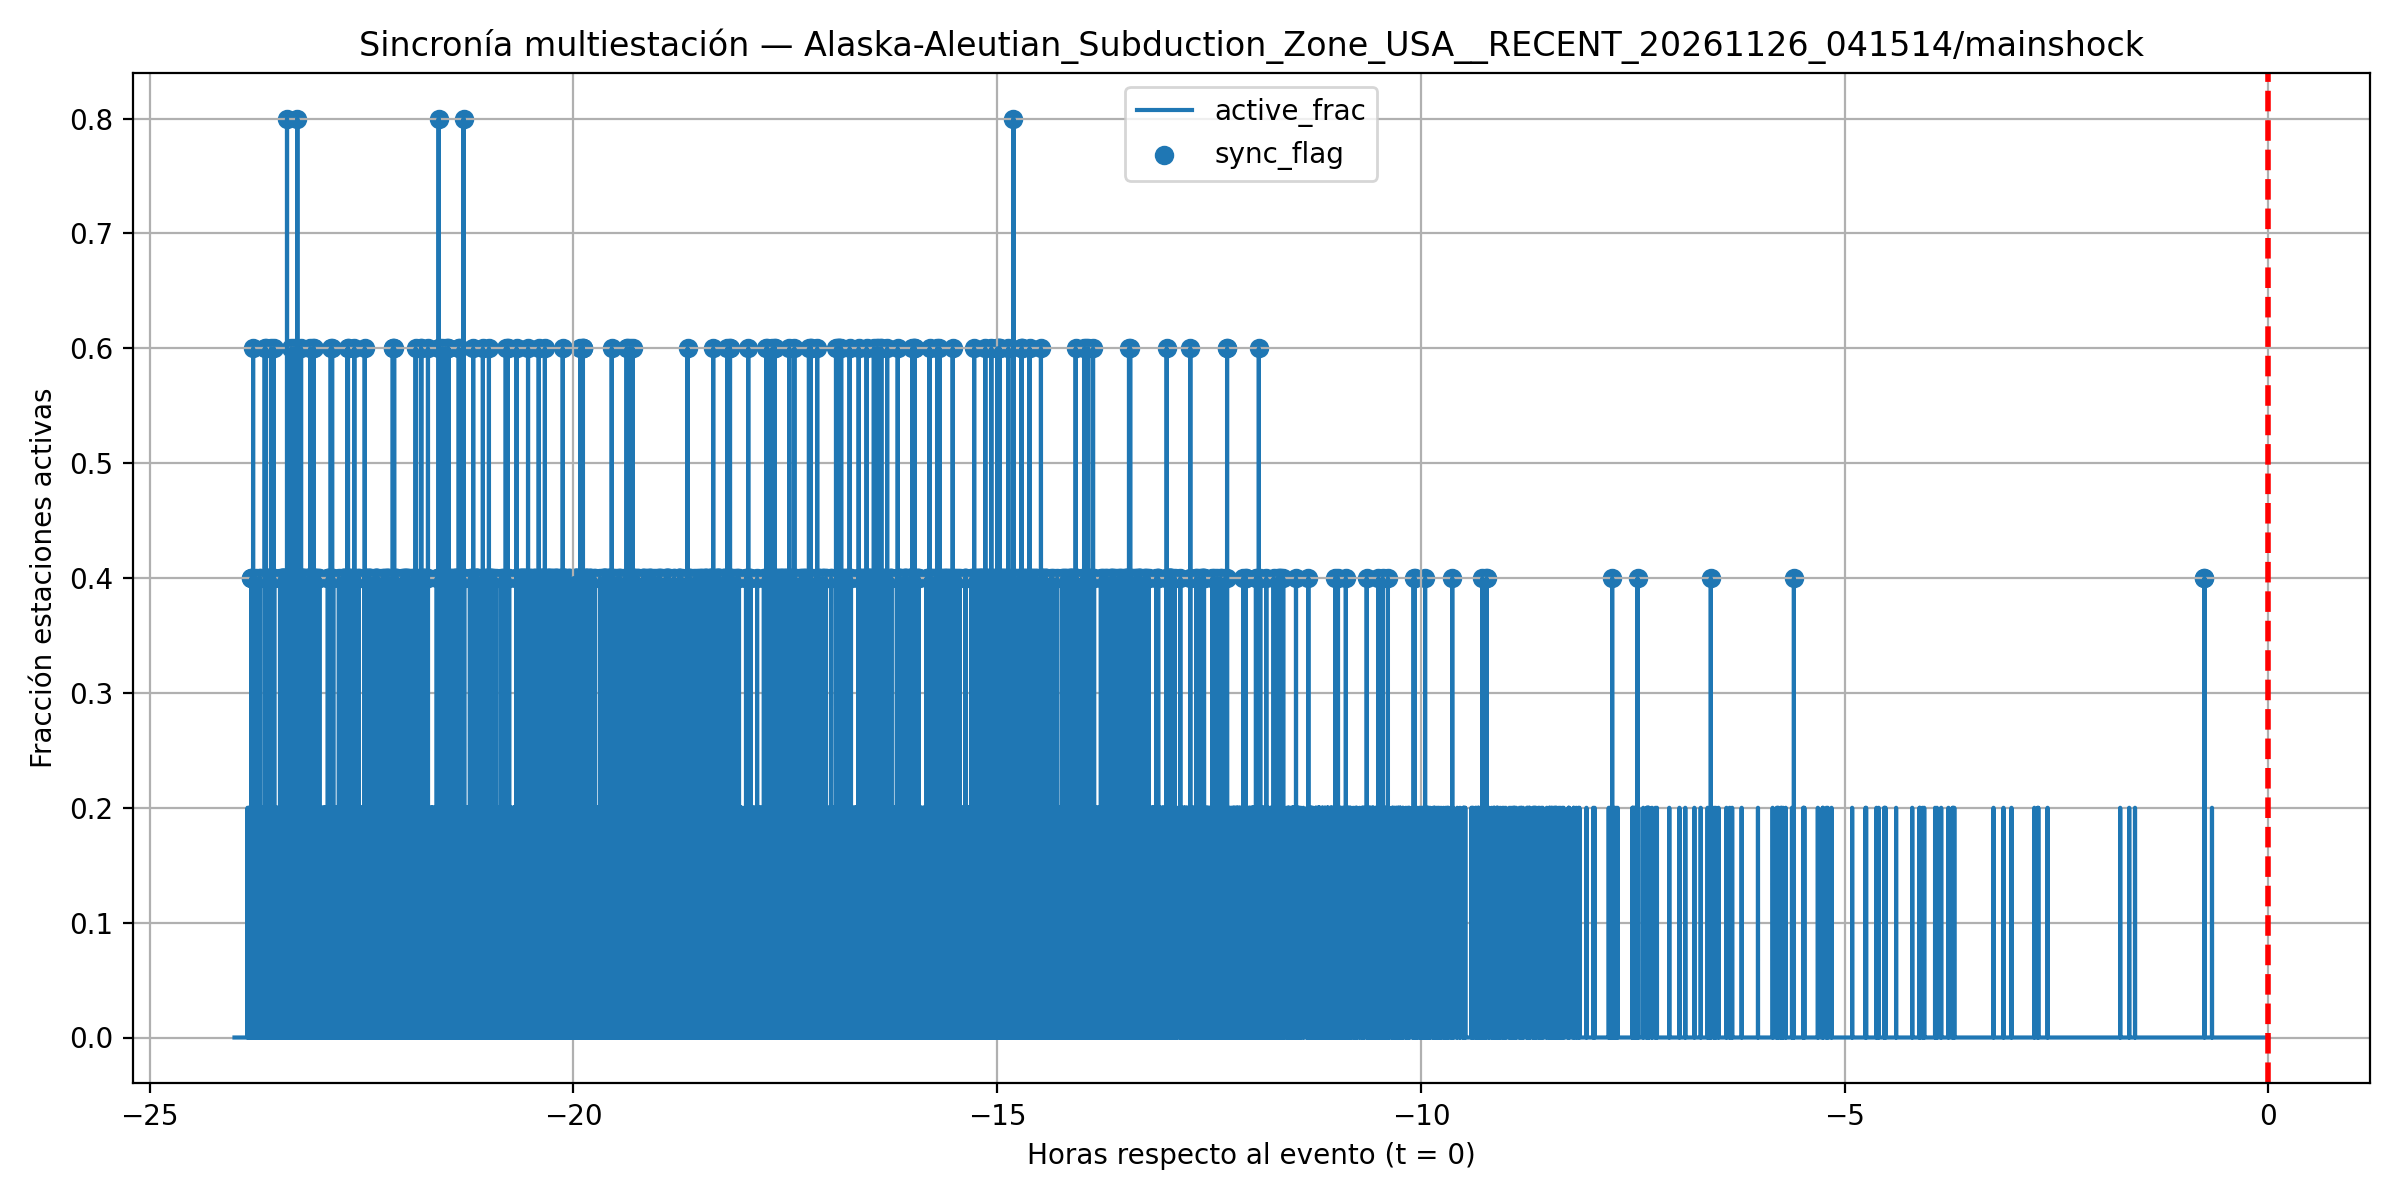 Sincronía multiestación — Alaska-Aleutian_Subduction_Zone_USA__RECENT_20261126_041514/mainshock
active_frac
sync_flag
Fracción estaciones activas
0.8
0.7
0.6
0.5
0.4
0.3
0.2
0.1
0.0
−25 −20 −15 −10 −5 0
Horas respecto al evento (t = 0)